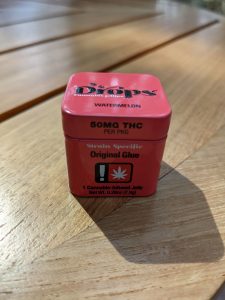 Drops
WATERMELON
50MG THC
PER PKG
Strain Specific
Original Glue
!
1 Cannabis-Infused Jelly